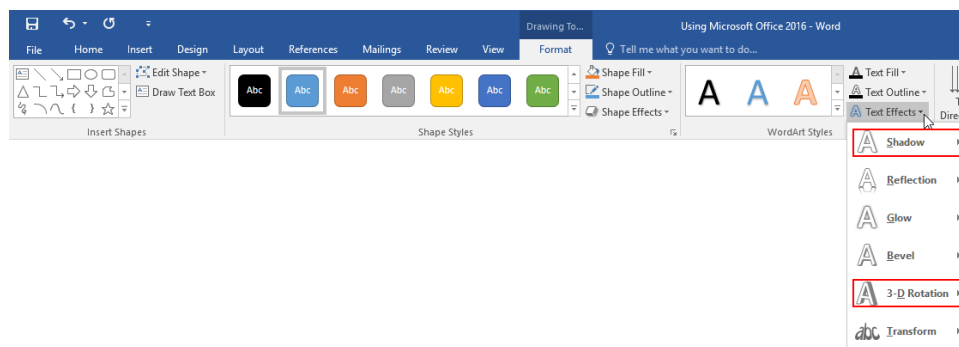 Drawing To... Using Microsoft Office 2016 - Word
File Home Insert Design Layout References Mailings Review View Format Tell me what you want to do...
Edit Shape
Draw Text Box
Insert Shapes
Abc Abc Abc Abc Abc Abc Abc
Shape Fill
Shape Outline
Shape Effects
Shape Styles
A A A
Text Fill
Text Outline
Text Effects
WordArt Styles
Shadow
Reflection
Glow
Bevel
3-D Rotation
abc Transform